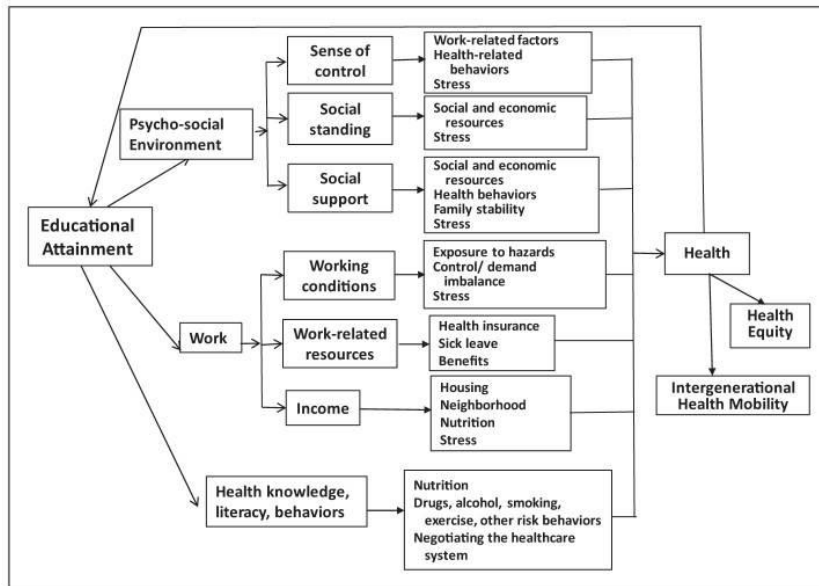 Sense of
control
Work-related factors
Health-related
behaviors
Stress
Psycho-social
Environment
Social
standing
Social and economic
resources
Stress
Social
support
Social and economic
resources
Health behaviors
Family stability
Stress
Educational
Attainment
Working
conditions
Exposure to hazards
Control/ demand
imbalance
Stress
Work
Work-related
resources
Health insurance
Sick leave
Benefits
Income
Housing
Neighborhood
Nutrition
Stress
Health knowledge,
literacy, behaviors
Nutrition
Drugs, alcohol, smoking,
exercise, other risk behaviors
Negotiating the healthcare
system
Health
Health
Equity
Intergenerational
Health Mobility